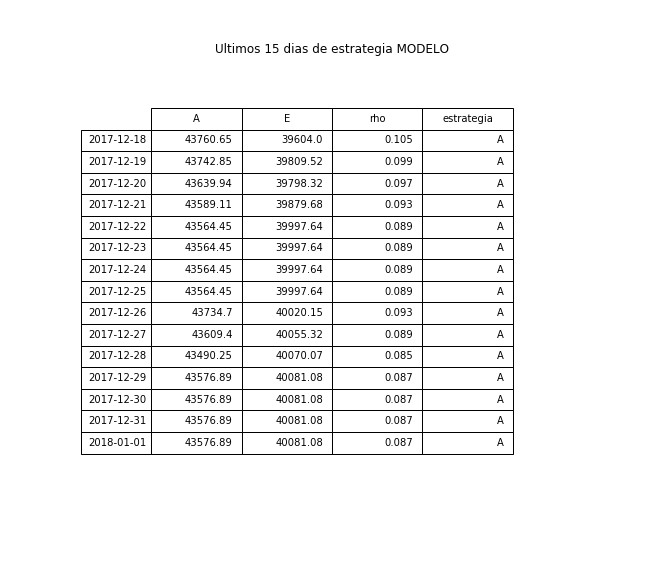 Ultimos 15 dias de estrategia MODELO
A E rho estrategia
2017-12-18 43760.65 39604.0 0.105 A
2017-12-19 43742.85 39809.52 0.099 A
2017-12-20 43639.94 39798.32 0.097 A
2017-12-21 43589.11 39879.68 0.093 A
2017-12-22 43564.45 39997.64 0.089 A
2017-12-23 43564.45 39997.64 0.089 A
2017-12-24 43564.45 39997.64 0.089 A
2017-12-25 43564.45 39997.64 0.089 A
2017-12-26 43734.7 40020.15 0.093 A
2017-12-27 43609.4 40055.32 0.089 A
2017-12-28 43490.25 40070.07 0.085 A
2017-12-29 43576.89 40081.08 0.087 A
2017-12-30 43576.89 40081.08 0.087 A
2017-12-31 43576.89 40081.08 0.087 A
2018-01-01 43576.89 40081.08 0.087 A